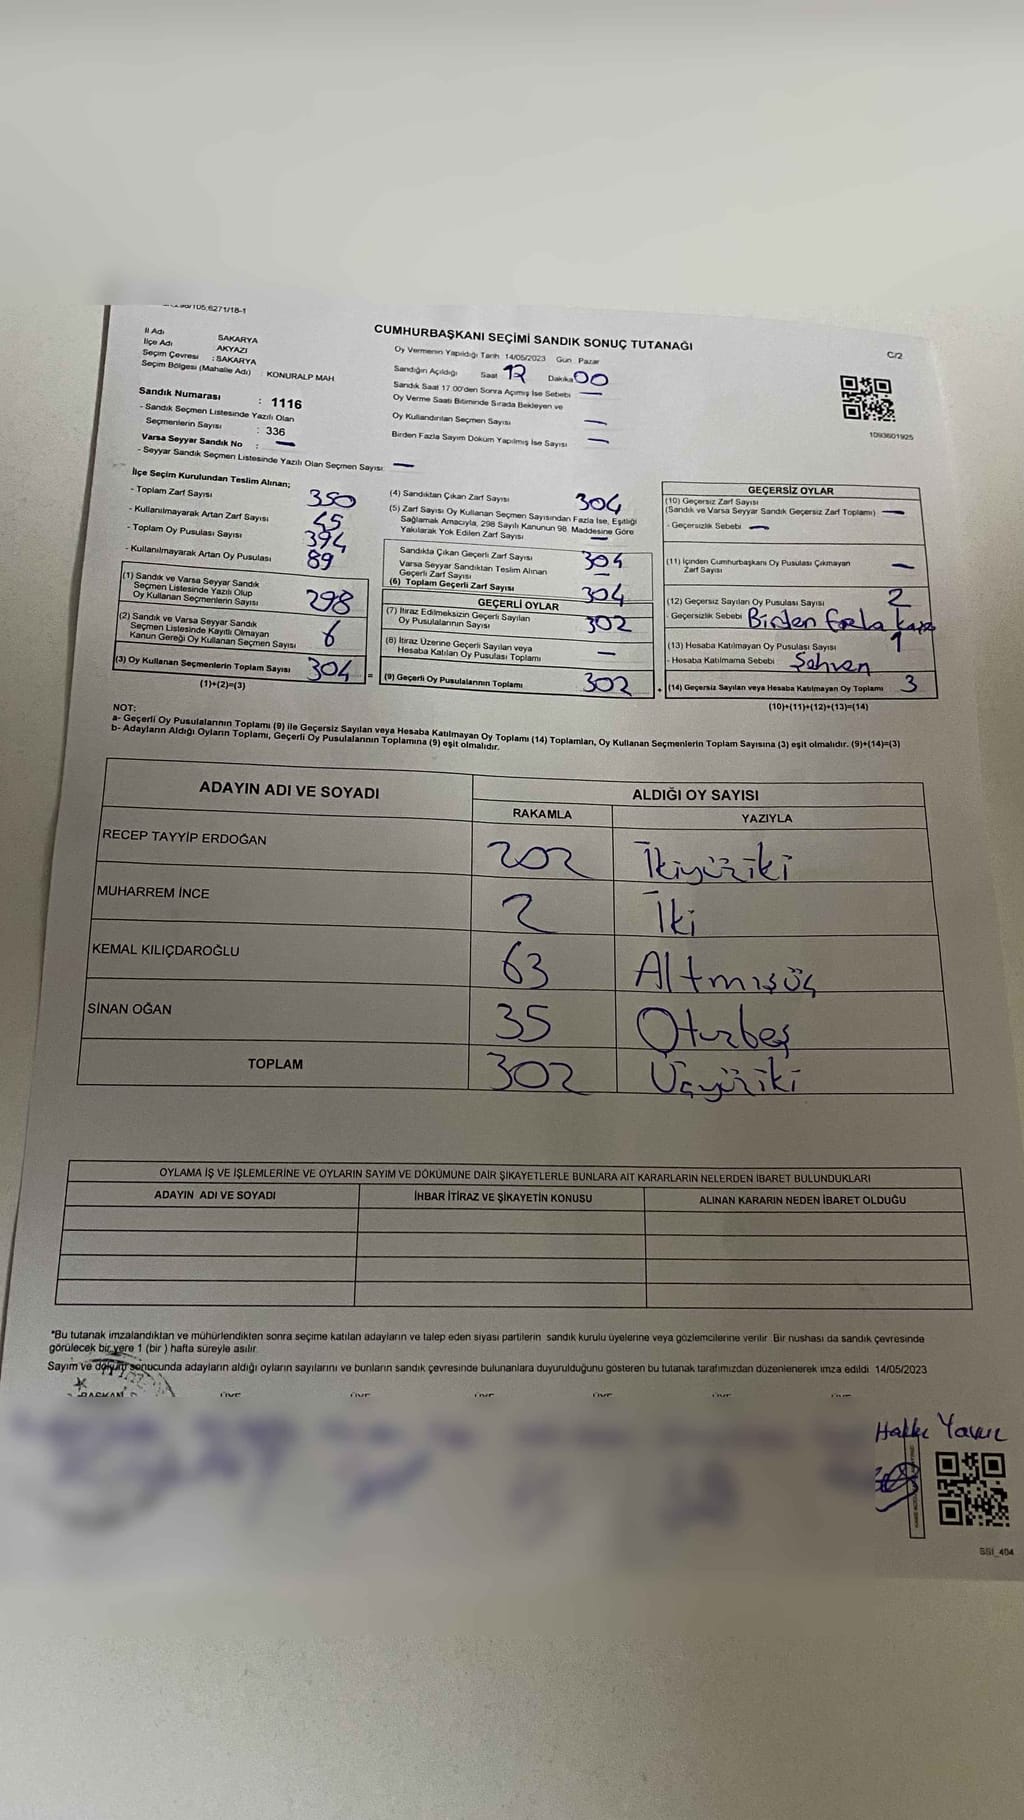 CUMHURBAŞKANI SEÇİMİ SANDIK SONUÇ TUTANAĞI
C/2
İl Adı SAKARYA
İlçe Adı AKYAZI
Seçim Çevresi : SAKARYA
Seçim Bölgesi (Mahalle Adı) KONURALP MAH
Sandık Numarası : 1116
- Sandık Seçmen Listesinde Yazılı Olan
Seçmenlerin Sayısı : 336
Varsa Seyyar Sandık No : —
- Seyyar Sandık Seçmen Listesinde Yazılı Olan Seçmen Sayısı: —
Oy Vermenin Yapıldığı Tarih 14/05/2023 Gün Pazar
Sandığın Açıldığı Saat 17 Dakika 00
Sandık Saat 17 00'den Sonra Açımış İse Sebebi —
Oy Verme Saati Bitiminde Sırada Bekleyen ve
Oy Kullandırılan Seçmen Sayısı —
Birden Fazla Sayım Döküm Yapılmış İse Sayısı —
1093601925
İlçe Seçim Kurulundan Teslim Alınan;
- Toplam Zarf Sayısı 350
- Kullanılmayarak Artan Zarf Sayısı 45
- Toplam Oy Pusulası Sayısı 394
- Kullanılmayarak Artan Oy Pusulası 89
(1) Sandık ve Varsa Seyyar Sandık
Seçmen Listesinde Yazılı Olup
Oy Kullanan Seçmenlerin Sayısı 298
(2) Sandık ve Varsa Seyyar Sandık
Seçmen Listesinde Kayıtlı Olmayan
Kanun Gereği Oy Kullanan Seçmen Sayısı 6
(3) Oy Kullanan Seçmenlerin Toplam Sayısı 304 =
(1)+(2)=(3)
(4) Sandıktan Çıkan Zarf Sayısı 304
(5) Zarf Sayısı Oy Kullanan Seçmen Sayısından Fazla İse, Eşitliği
Sağlamak Amacıyla, 298 Sayılı Kanunun 98. Maddesine Göre
Yakılarak Yok Edilen Zarf Sayısı —
Sandıkta Çıkan Geçerli Zarf Sayısı 304
Varsa Seyyar Sandıktan Teslim Alınan
Geçerli Zarf Sayısı —
(6) Toplam Geçerli Zarf Sayısı 304
GEÇERLİ OYLAR
(7) İtiraz Edilmeksizin Geçerli Sayılan
Oy Pusulalarının Sayısı 302
(8) İtiraz Üzerine Geçerli Sayılan veya
Hesaba Katılan Oy Pusulası Toplamı —
(9) Geçerli Oy Pusulalarının Toplamı 302 +
GEÇERSİZ OYLAR
(10) Geçersiz Zarf Sayısı
(Sandık ve Varsa Seyyar Sandık Geçersiz Zarf Toplamı) —
- Geçersizlik Sebebi —
(11) İçinden Cumhurbaşkanı Oy Pusulası Çıkmayan
Zarf Sayısı —
(12) Geçersiz Sayılan Oy Pusulası Sayısı 2
- Geçersizlik Sebebi Birden fazla
(13) Hesaba Katılmayan Oy Pusulası Sayısı 1
- Hesaba Katılmama Sebebi Sehven
(14) Geçersiz Sayılan veya Hesaba Katılmayan Oy Toplamı 3
(10)+(11)+(12)+(13)=(14)
NOT:
a- Geçerli Oy Pusulalarının Toplamı (9) ile Geçersiz Sayılan veya Hesaba Katılmayan Oy Toplamı (14) Toplamları, Oy Kullanan Seçmenlerin Toplam Sayısına (3) eşit olmalıdır. (9)+(14)=(3)
b- Adayların Aldığı Oyların Toplamı, Geçerli Oy Pusulalarının Toplamına (9) eşit olmalıdır.
ADAYIN ADI VE SOYADI ALDIĞI OY SAYISI
RAKAMLA YAZIYLA
RECEP TAYYİP ERDOĞAN 202 İkiyüziki
MUHARREM İNCE 2 İki
KEMAL KILIÇDAROĞLU 63 Altmışüç
SİNAN OĞAN 35 Otuzbeş
TOPLAM 302 Üçyüziki
OYLAMA İŞ VE İŞLEMLERİNE VE OYLARIN SAYIM VE DÖKÜMÜNE DAİR ŞİKAYETLERLE BUNLARA AİT KARARLARIN NELERDEN İBARET BULUNDUKLARI
ADAYIN ADI VE SOYADI İHBAR İTİRAZ VE ŞİKAYETİN KONUSU ALINAN KARARIN NEDEN İBARET OLDUĞU
*Bu tutanak imzalandıktan ve mühürlendikten sonra seçime katılan adayların ve talep eden siyasi partilerin sandık kurulu üyelerine veya gözlemcilerine verilir Bir nüshası da sandık çevresinde
görülecek bir yere 1 (bir ) hafta süreyle asılır
Sayım ve döküm sonucunda adayların aldığı oyların sayılarını ve bunların sandık çevresinde bulunanlara duyurulduğunu gösteren bu tutanak tarafımızdan düzenlenerek imza edildi 14/05/2023
BAŞKAN
Hakkı Yavuz
SSI_404